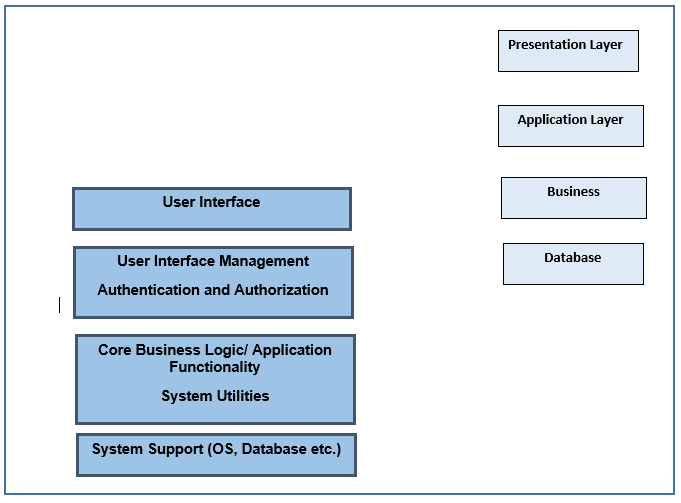 Presentation Layer
Application Layer
Business
Database
User Interface
User Interface Management
Authentication and Authorization
Core Business Logic/ Application
Functionality
System Utilities
System Support (OS, Database etc.)